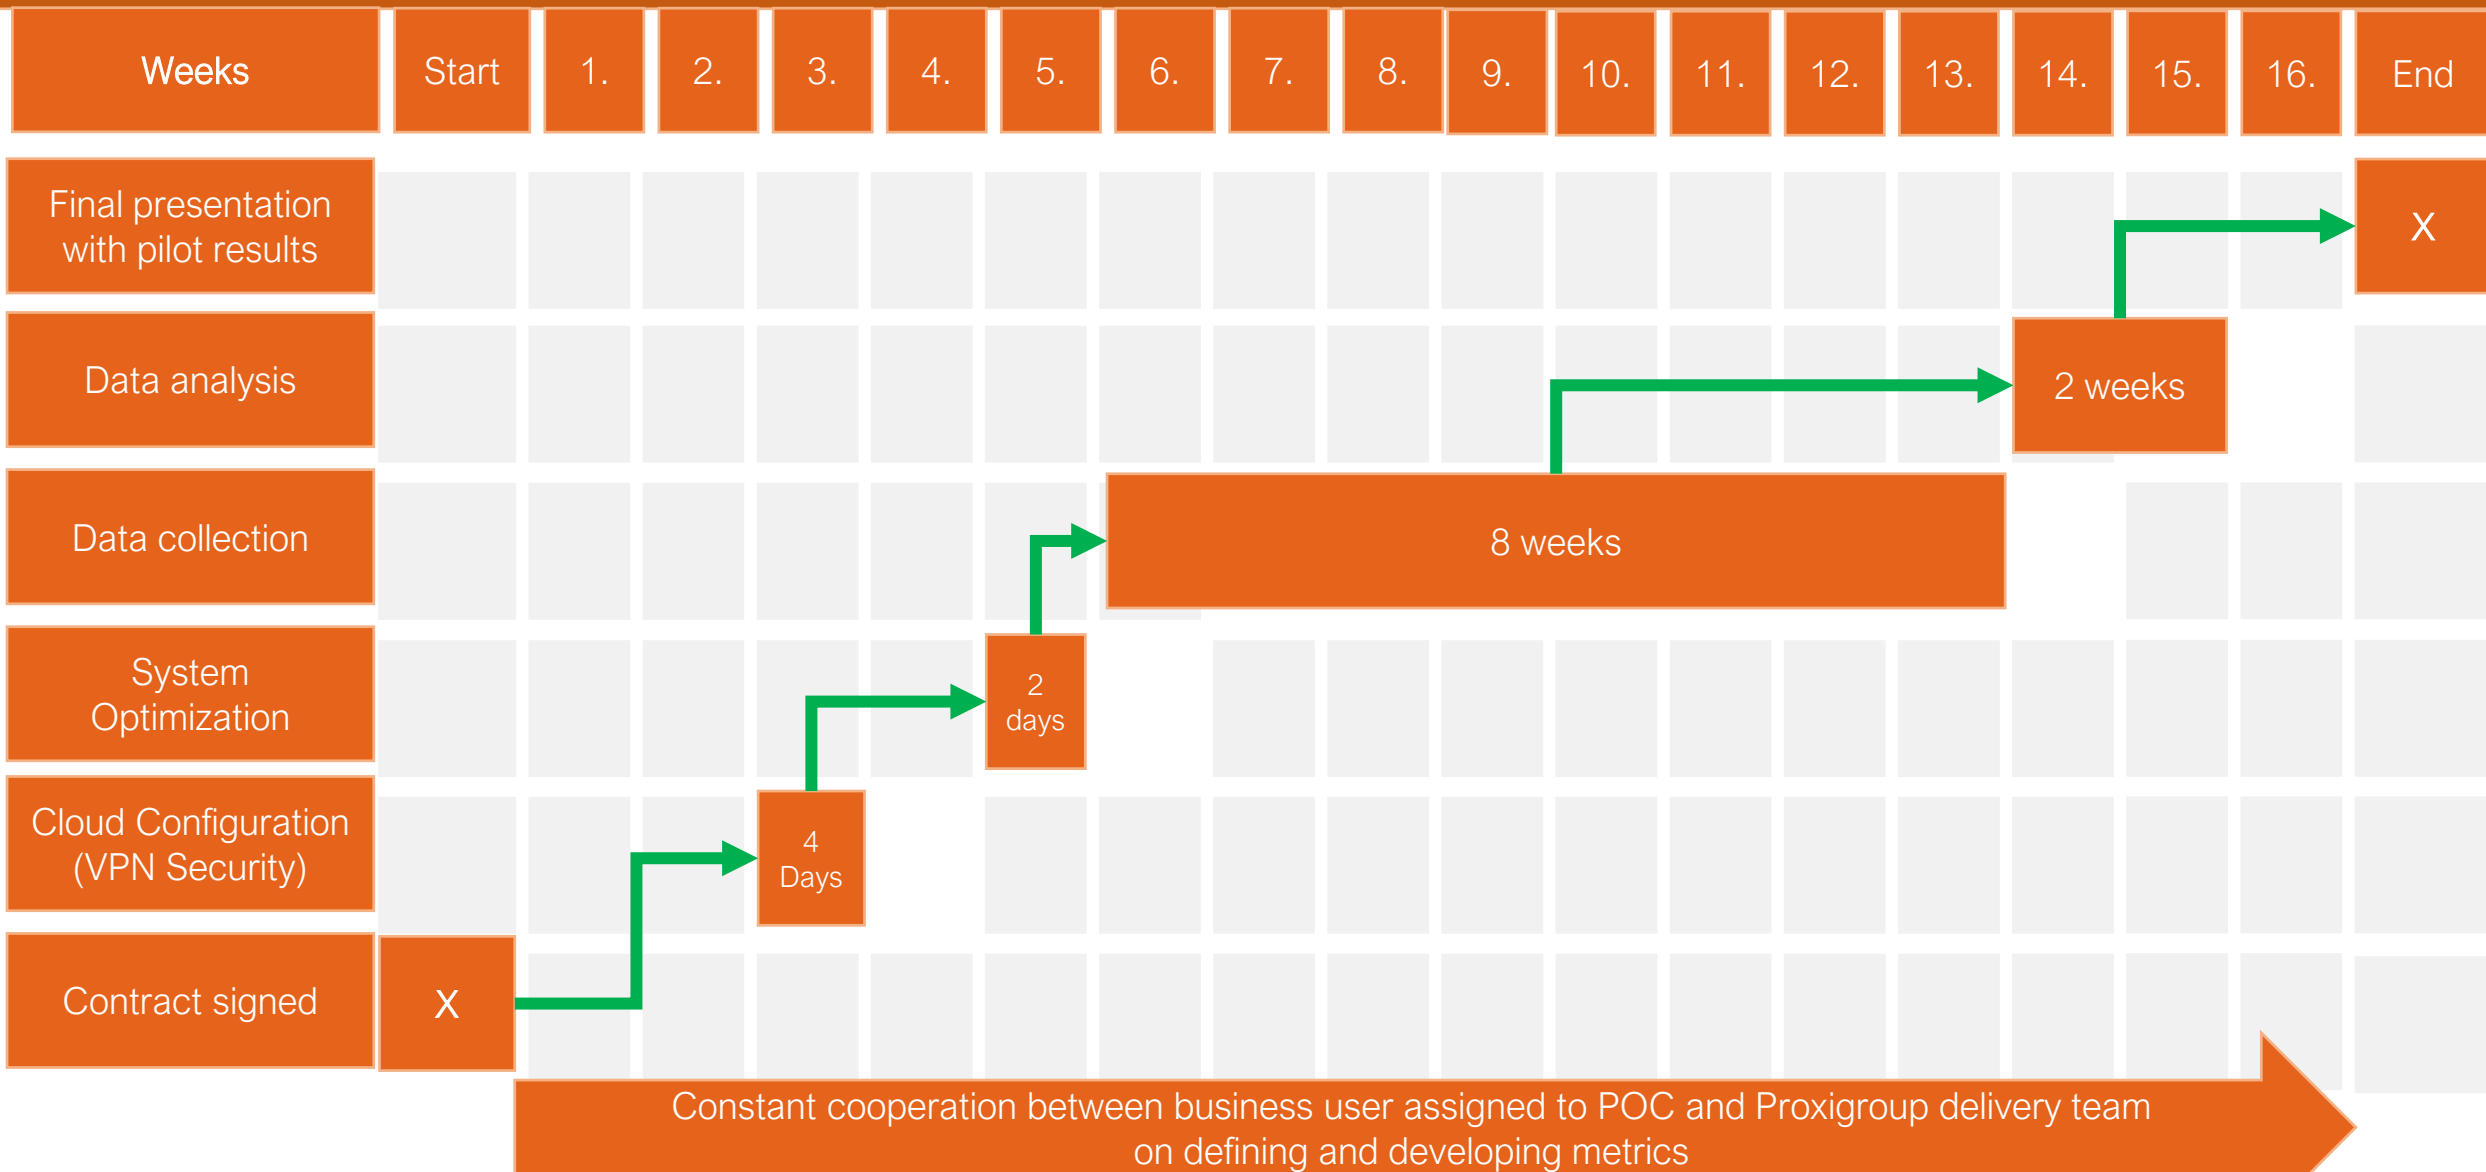 Weeks Start 1. 2. 3. 4. 5. 6. 7. 8. 9. 10. 11. 12. 13. 14. 15. 16. End
Final presentation
with pilot results
X
Data analysis
2 weeks
Data collection
8 weeks
System
Optimization
2
days
Cloud Configuration
(VPN Security)
4
Days
Contract signed
X
Constant cooperation between business user assigned to POC and Proxigroup delivery team
on defining and developing metrics